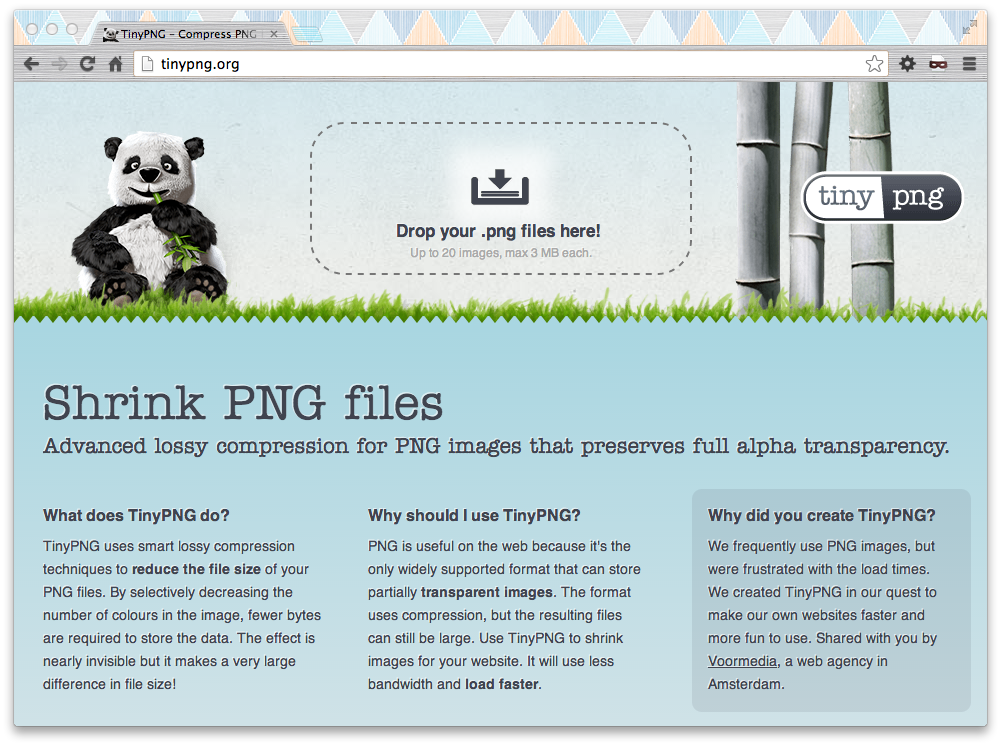 TinyPNG – Compress PNG
tinypng.org
Drop your .png files here!
Up to 20 images, max 3 MB each.
tiny png
Shrink PNG files
Advanced lossy compression for PNG images that preserves full alpha transparency.
What does TinyPNG do?
TinyPNG uses smart lossy compression
techniques to reduce the file size of your
PNG files. By selectively decreasing the
number of colours in the image, fewer bytes
are required to store the data. The effect is
nearly invisible but it makes a very large
difference in file size!
Why should I use TinyPNG?
PNG is useful on the web because it's the
only widely supported format that can store
partially transparent images. The format
uses compression, but the resulting files
can still be large. Use TinyPNG to shrink
images for your website. It will use less
bandwidth and load faster.
Why did you create TinyPNG?
We frequently use PNG images, but
were frustrated with the load times.
We created TinyPNG in our quest to
make our own websites faster and
more fun to use. Shared with you by
Voormedia, a web agency in
Amsterdam.